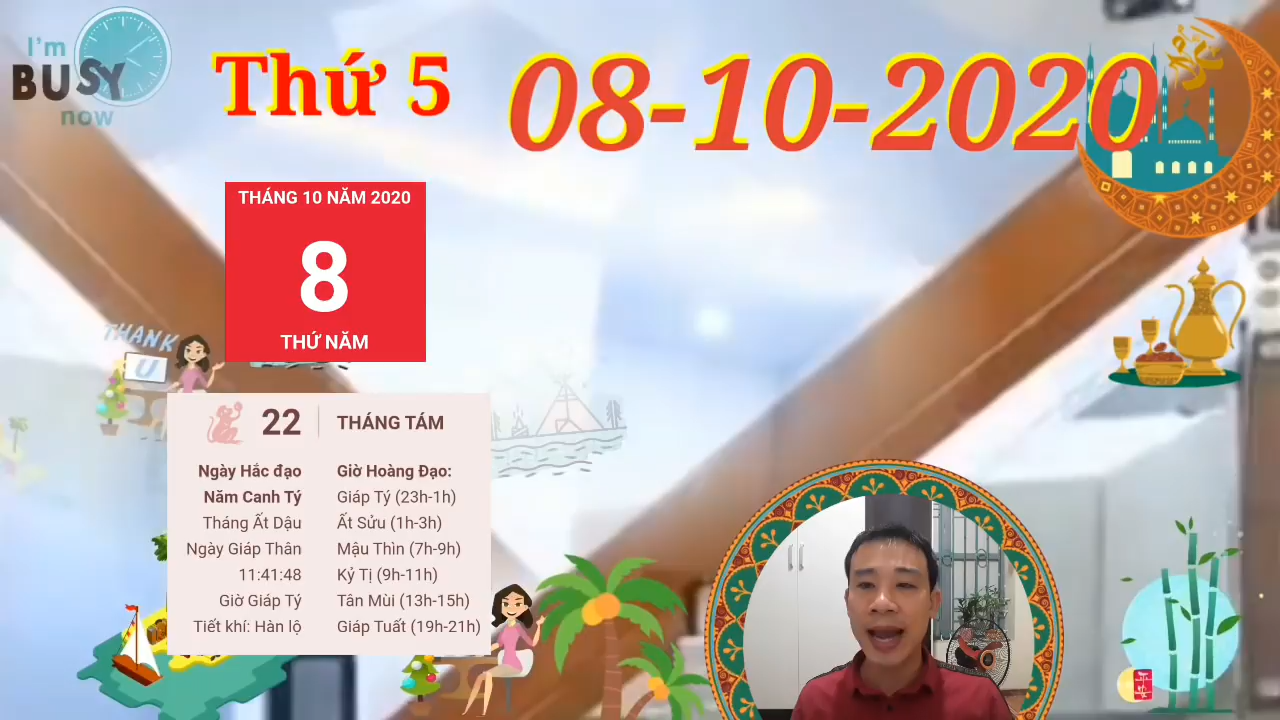 I'm
BUSY
now
Thứ 5
08-10-2020
THÁNG 10 NĂM 2020
8
THỨ NĂM
THANK
U
22
THÁNG TÁM
Ngày Hắc đạo
Năm Canh Tý
Tháng Ất Dậu
Ngày Giáp Thân
11:41:48
Giờ Giáp Tý
Tiết khí: Hàn lộ
Giờ Hoàng Đạo:
Giáp Tý (23h-1h)
Ất Sửu (1h-3h)
Mậu Thìn (7h-9h)
Kỷ Tị (9h-11h)
Tân Mùi (13h-15h)
Giáp Tuất (19h-21h)